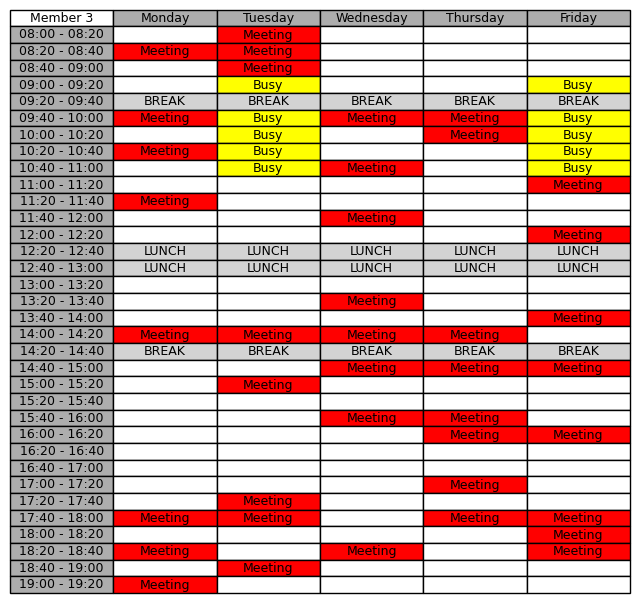 Member 3 Monday Tuesday Wednesday Thursday Friday
08:00 - 08:20 Meeting
08:20 - 08:40 Meeting Meeting
08:40 - 09:00 Meeting
09:00 - 09:20 Busy Busy
09:20 - 09:40 BREAK BREAK BREAK BREAK BREAK
09:40 - 10:00 Meeting Busy Meeting Meeting Busy
10:00 - 10:20 Busy Meeting Busy
10:20 - 10:40 Meeting Busy Busy
10:40 - 11:00 Busy Meeting Busy
11:00 - 11:20 Meeting
11:20 - 11:40 Meeting
11:40 - 12:00 Meeting
12:00 - 12:20 Meeting
12:20 - 12:40 LUNCH LUNCH LUNCH LUNCH LUNCH
12:40 - 13:00 LUNCH LUNCH LUNCH LUNCH LUNCH
13:00 - 13:20
13:20 - 13:40 Meeting
13:40 - 14:00 Meeting
14:00 - 14:20 Meeting Meeting Meeting Meeting
14:20 - 14:40 BREAK BREAK BREAK BREAK BREAK
14:40 - 15:00 Meeting Meeting Meeting
15:00 - 15:20 Meeting
15:20 - 15:40
15:40 - 16:00 Meeting Meeting
16:00 - 16:20 Meeting Meeting
16:20 - 16:40
16:40 - 17:00
17:00 - 17:20 Meeting
17:20 - 17:40 Meeting
17:40 - 18:00 Meeting Meeting Meeting Meeting
18:00 - 18:20 Meeting
18:20 - 18:40 Meeting Meeting Meeting
18:40 - 19:00 Meeting
19:00 - 19:20 Meeting